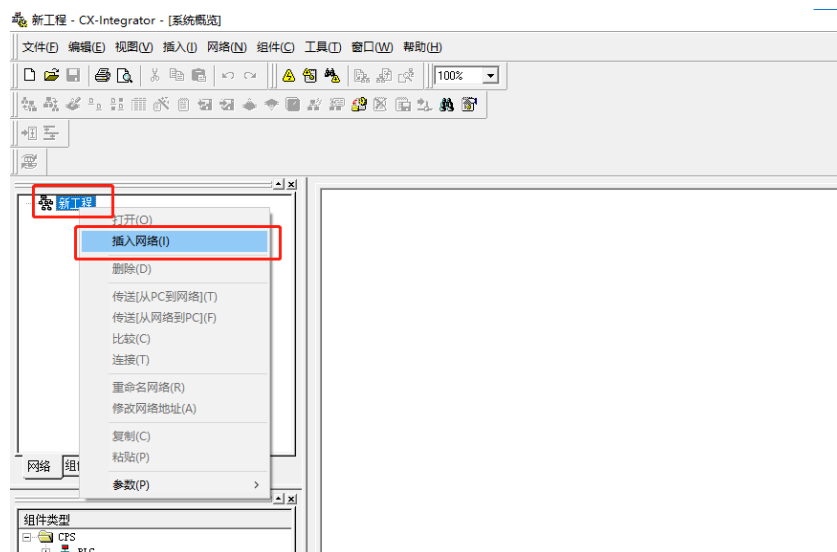 新工程 - CX-Integrator - [系统概览]
文件(F) 编辑(E) 视图(V) 插入(I) 网络(N) 组件(C) 工具(T) 窗口(W) 帮助(H)
100%
新工程
打开(O)
插入网络(I)
删除(D)
传送[从PC到网络](T)
传送[从网络到PC](F)
比较(C)
连接(T)
重命名网络(R)
修改网络地址(A)
复制(C)
粘贴(P)
网络 组
参数(P)
组件类型
CPS
PLC